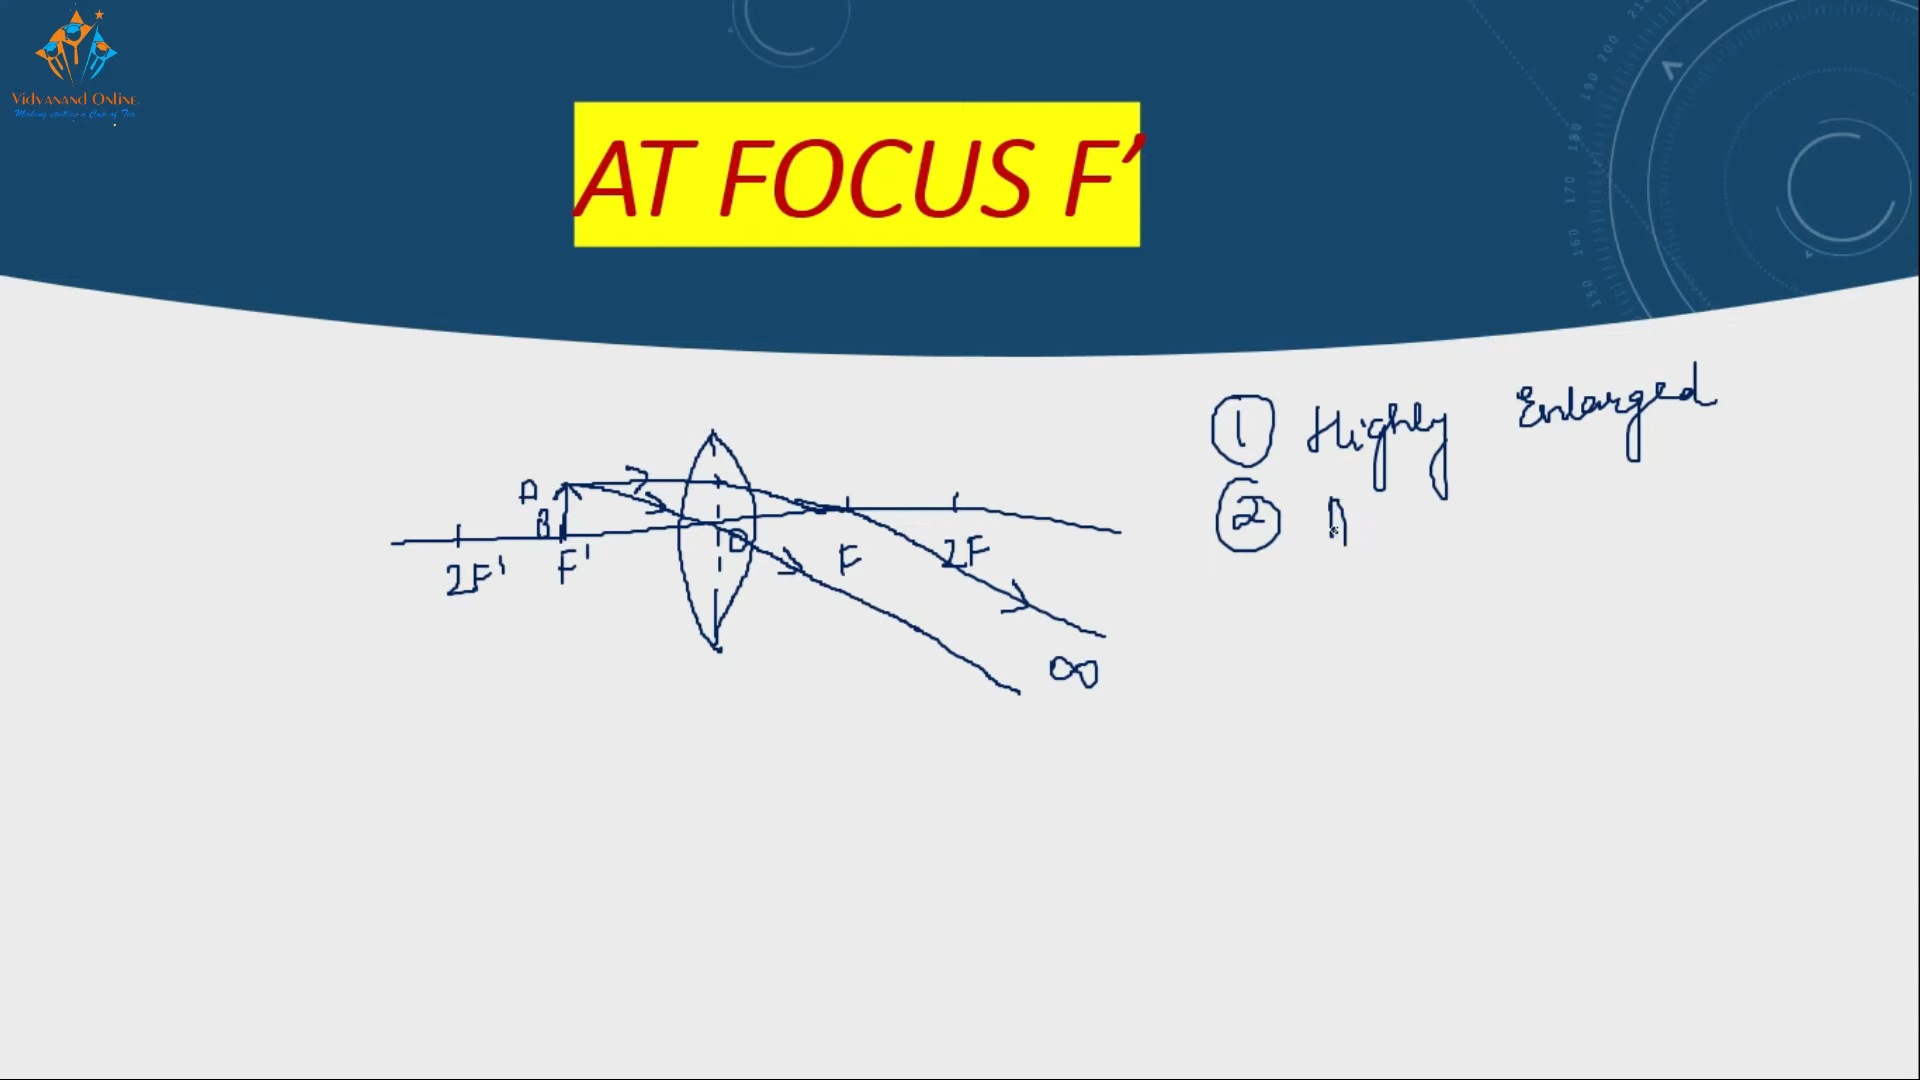 VIDYANAND ONLINE
AT FOCUS F’
1 Highly Enlarged
A
B
O
2F'
F'
F
2F
2 A
∞